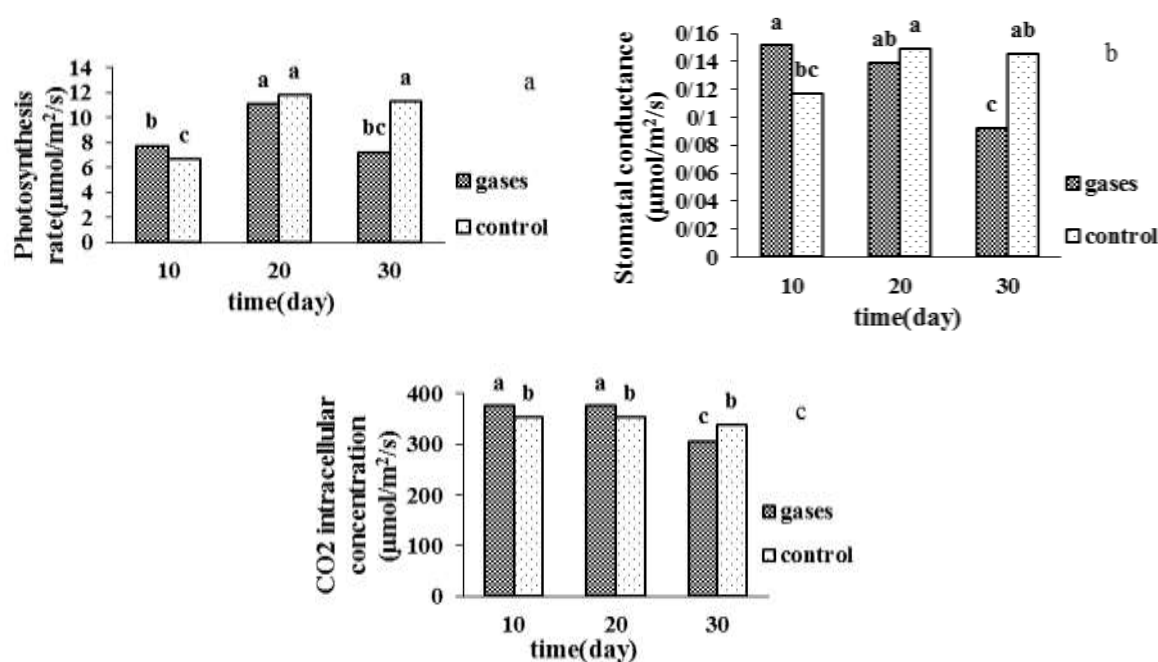 14
12
10
8
6
4
2
0
Photosynthesis
rate(µmol/m²/s)
b
c
a
a
bc
a
a
gases
control
10
20
30
time(day)
0/16
0/14
0/12
0/1
0/08
0/06
0/04
0/02
0
Stomatal conductance
(µmol/m²/s)
a
bc
ab
a
c
ab
b
gases
control
10
20
30
time(day)
400
300
200
100
0
CO2 intracellular
concentration
(µmol/m²/s)
a
b
a
b
c
b
c
gases
control
10
20
30
time(day)